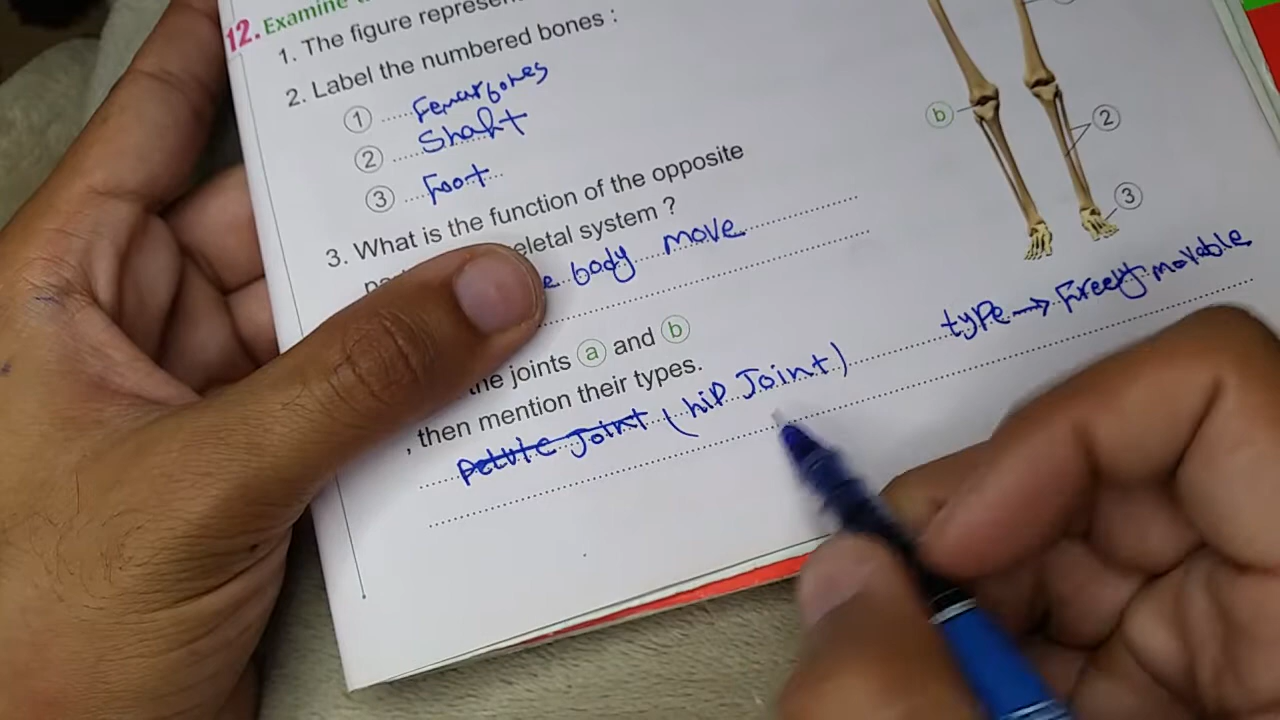 12. Examine
1. The figure represen
2. Label the numbered bones :
1 Femur bones
2 Shaft
3 Foot
3. What is the function of the opposite
eletal system ?
e body move
the joints a and b
, then mention their types.
Pelvic Joint (hip Joint) type → Freely movable
b
2
3